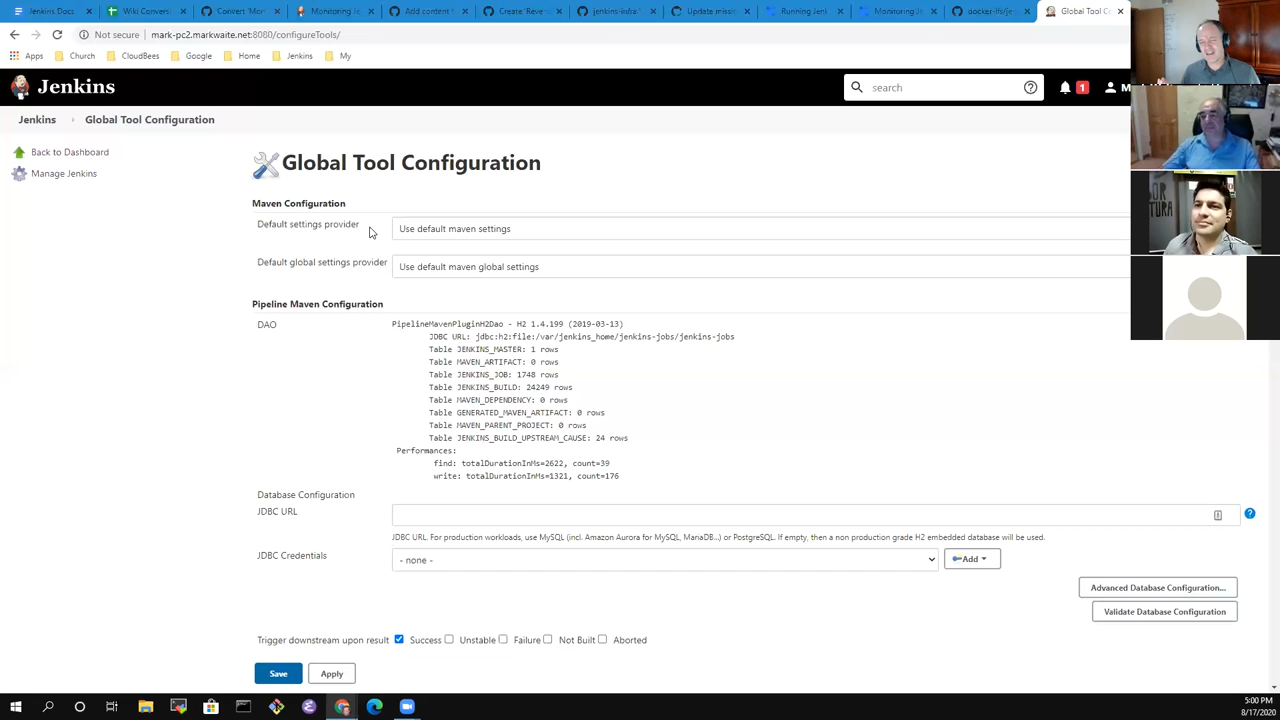 Jenkins Docs
Wiki Convers
Convert 'Mor
Monitoring Je
Add content f
Create 'Rever
jenkins-infra
Update missi
Running Jenk
Monitoring Je
docker-lfs/jen
Global Tool Co
Not secure | mark-pc2.markwaite.net:8080/configureTools/
Apps Church CloudBees Google Home Jenkins My
Jenkins
search
1
Jenkins
Global Tool Configuration
Back to Dashboard
Manage Jenkins
Global Tool Configuration
Maven Configuration
Default settings provider
Use default maven settings
Default global settings provider
Use default maven global settings
Pipeline Maven Configuration
DAO
PipelineMavenPluginH2Dao - H2 1.4.199 (2019-03-13)
JDBC URL: jdbc:h2:file:/var/jenkins_home/jenkins-jobs/jenkins-jobs
Table JENKINS_MASTER: 1 rows
Table MAVEN_ARTIFACT: 0 rows
Table JENKINS_JOB: 1748 rows
Table JENKINS_BUILD: 24249 rows
Table MAVEN_DEPENDENCY: 0 rows
Table GENERATED_MAVEN_ARTIFACT: 0 rows
Table MAVEN_PARENT_PROJECT: 0 rows
Table JENKINS_BUILD_UPSTREAM_CAUSE: 24 rows
Performances:
find: totalDurationInMs=2622, count=39
write: totalDurationInMs=1321, count=176
Database Configuration
JDBC URL
JDBC URL. For production workloads, use MySQL (incl. Amazon Aurora for MySQL, MariaDB...) or PostgreSQL. If empty, then a non production grade H2 embedded database will be used.
JDBC Credentials
- none -
Add
Advanced Database Configuration...
Validate Database Configuration
Trigger downstream upon result Success Unstable Failure Not Built Aborted
Save
Apply
5:00 PM
8/17/2020